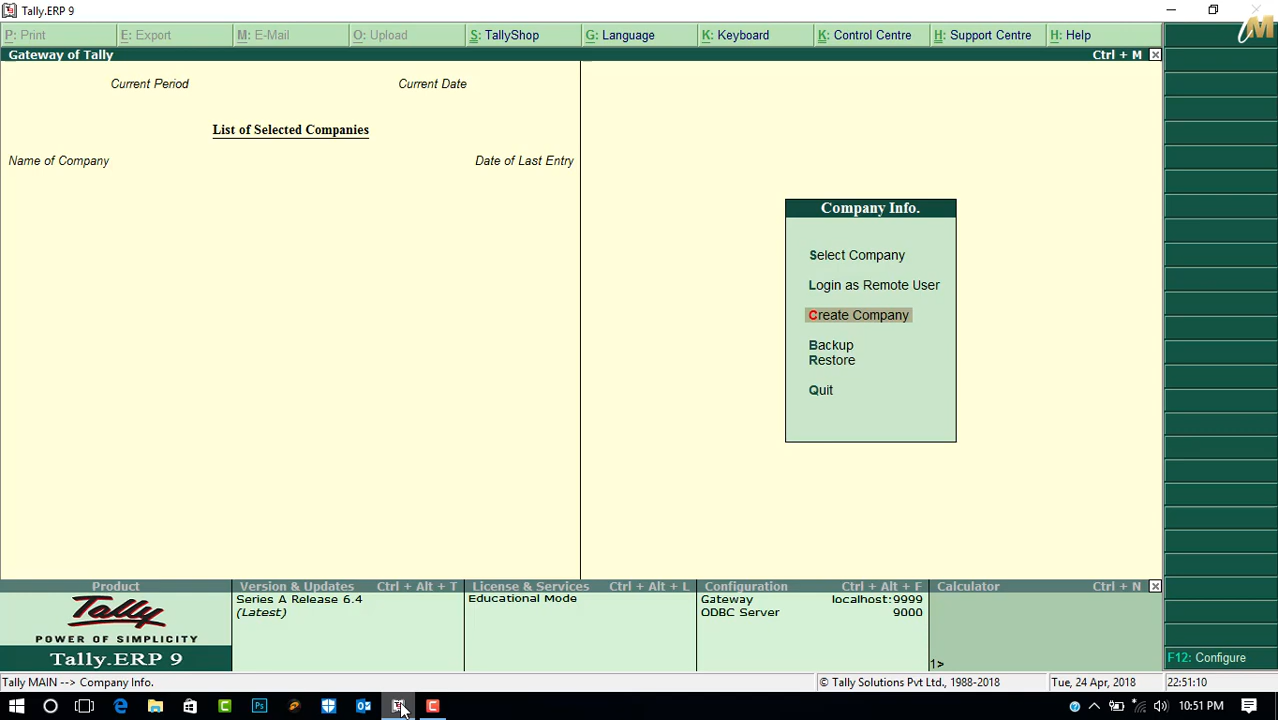 Tally.ERP 9
P: Print
E: Export
M: E-Mail
O: Upload
S: TallyShop
G: Language
K: Keyboard
K: Control Centre
H: Support Centre
H: Help
Gateway of Tally
Ctrl + M
Current Period
Current Date
List of Selected Companies
Name of Company
Date of Last Entry
Company Info.
Select Company
Login as Remote User
Create Company
Backup
Restore
Quit
Product
Version & Updates Ctrl + Alt + T
License & Services Ctrl + Alt + L
Configuration Ctrl + Alt + F
Calculator Ctrl + N
Tally
POWER OF SIMPLICITY
Tally.ERP 9
Series A Release 6.4
(Latest)
Educational Mode
Gateway localhost:9999
ODBC Server 9000
1>
F12: Configure
Tally MAIN --> Company Info.
© Tally Solutions Pvt Ltd., 1988-2018
Tue, 24 Apr, 2018
22:51:10
10:51 PM